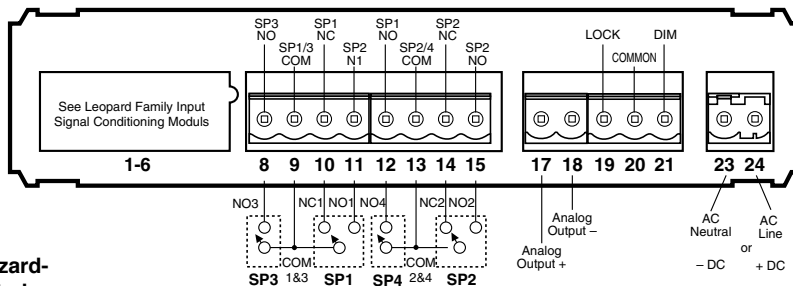 SP3 NO
SP1/3 COM
SP1 NC
SP2 N1
SP1 NO
SP2/4 COM
SP2 NC
SP2 NO
LOCK
COMMON
DIM
See Leopard Family Input
Signal Conditioning Moduls
1-6
8 9 10 11 12 13 14 15 17 18 19 20 21 23 24
NO3 NC1 NO1 NO4 NC2 NO2
Analog Output –
Analog Output +
AC Neutral
or
AC Line
– DC
+ DC
COM 1&3
COM 2&4
SP3 SP1 SP4 SP2
zard-